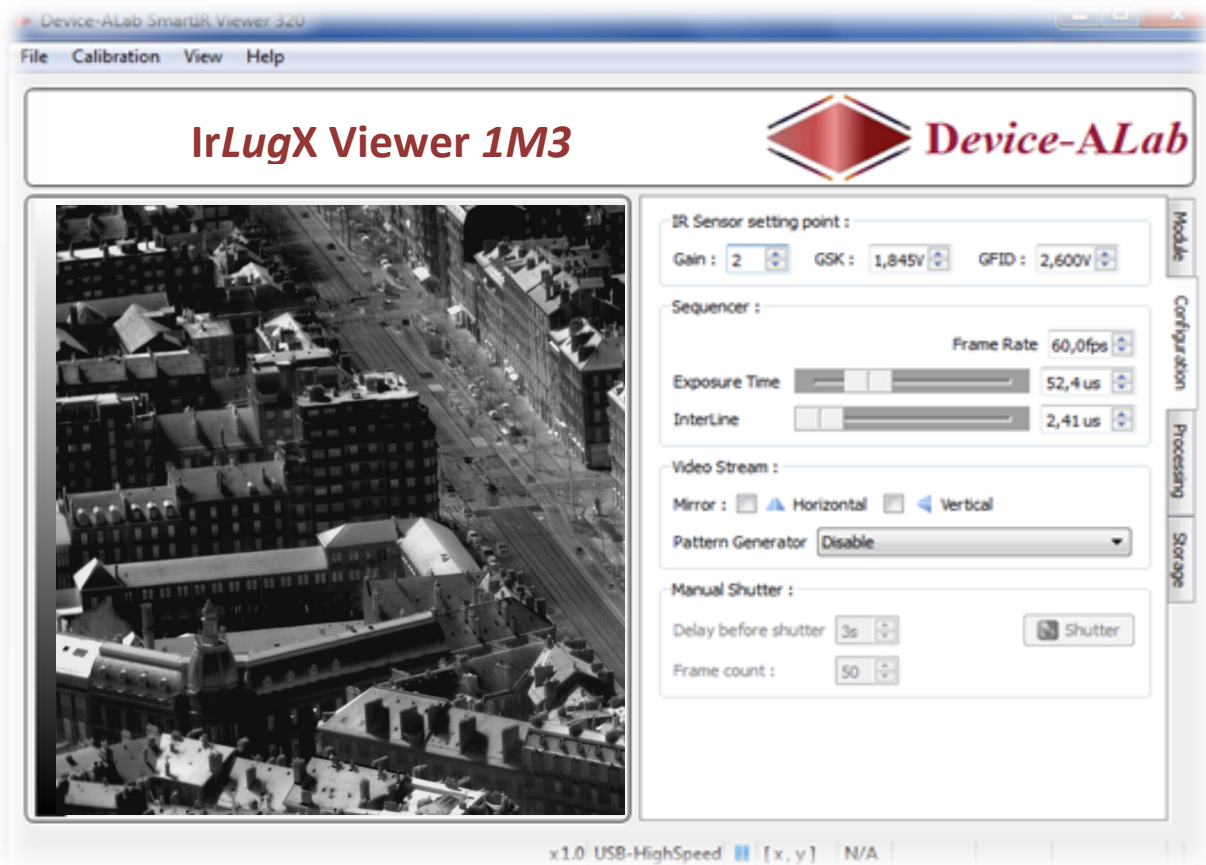 Device-ALab SmartIR Viewer 320
File Calibration View Help
IrLugX Viewer 1M3
Device-ALab
IR Sensor setting point :
Gain : 2 GSK : 1,845V GFID : 2,600V
Sequencer :
Frame Rate 60,0fps
Exposure Time 52,4 us
InterLine 2,41 us
Video Stream :
Mirror : Horizontal Vertical
Pattern Generator Disable
Manual Shutter :
Delay before shutter 3s Shutter
Frame count : 50
Module
Configuration
Processing
Storage
x1.0 USB-HighSpeed [ x , y ] N/A